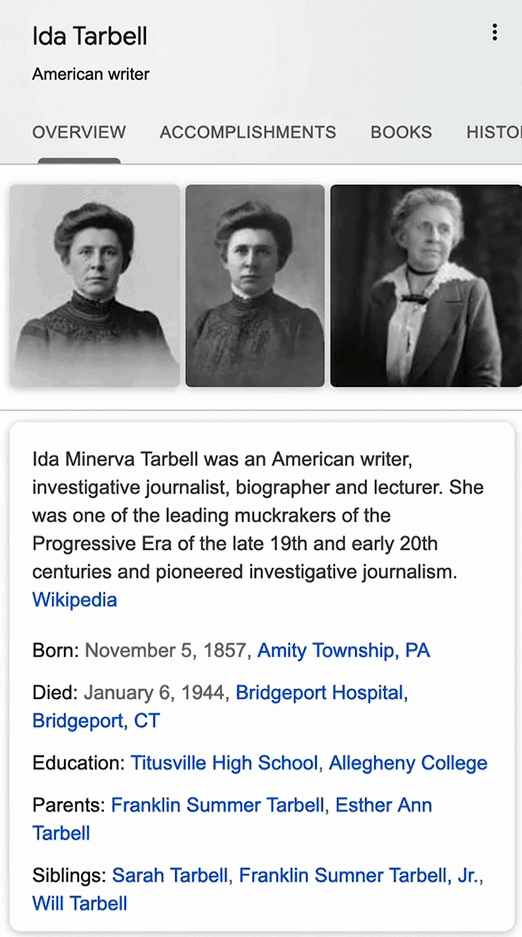 Ida Tarbell
American writer
OVERVIEW ACCOMPLISHMENTS BOOKS HISTO
Ida Minerva Tarbell was an American writer,
investigative journalist, biographer and lecturer. She
was one of the leading muckrakers of the
Progressive Era of the late 19th and early 20th
centuries and pioneered investigative journalism.
Wikipedia
Born: November 5, 1857, Amity Township, PA
Died: January 6, 1944, Bridgeport Hospital,
Bridgeport, CT
Education: Titusville High School, Allegheny College
Parents: Franklin Summer Tarbell, Esther Ann
Tarbell
Siblings: Sarah Tarbell, Franklin Sumner Tarbell, Jr.,
Will Tarbell